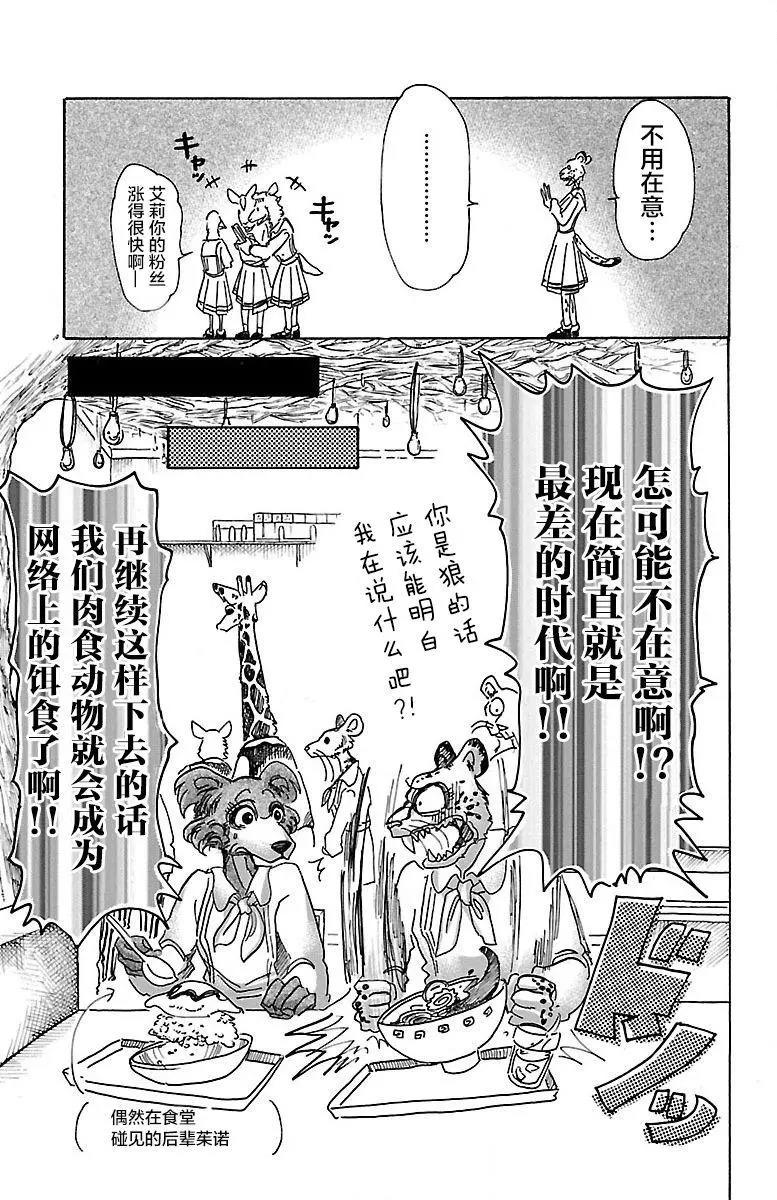 不用在意…
………
キャッ
キャッ
艾莉你的粉丝
涨得很快啊—
怎可能不在意啊!?
现在简直就是
最差的时代啊!!
你是狼的话
应该能明白
我在说
什么吧?!
再继续这样下去的话
我们肉食动物就会成为
网络上的饵食了啊!!
ドンッ
偶然在食堂
碰见的后辈茱诺